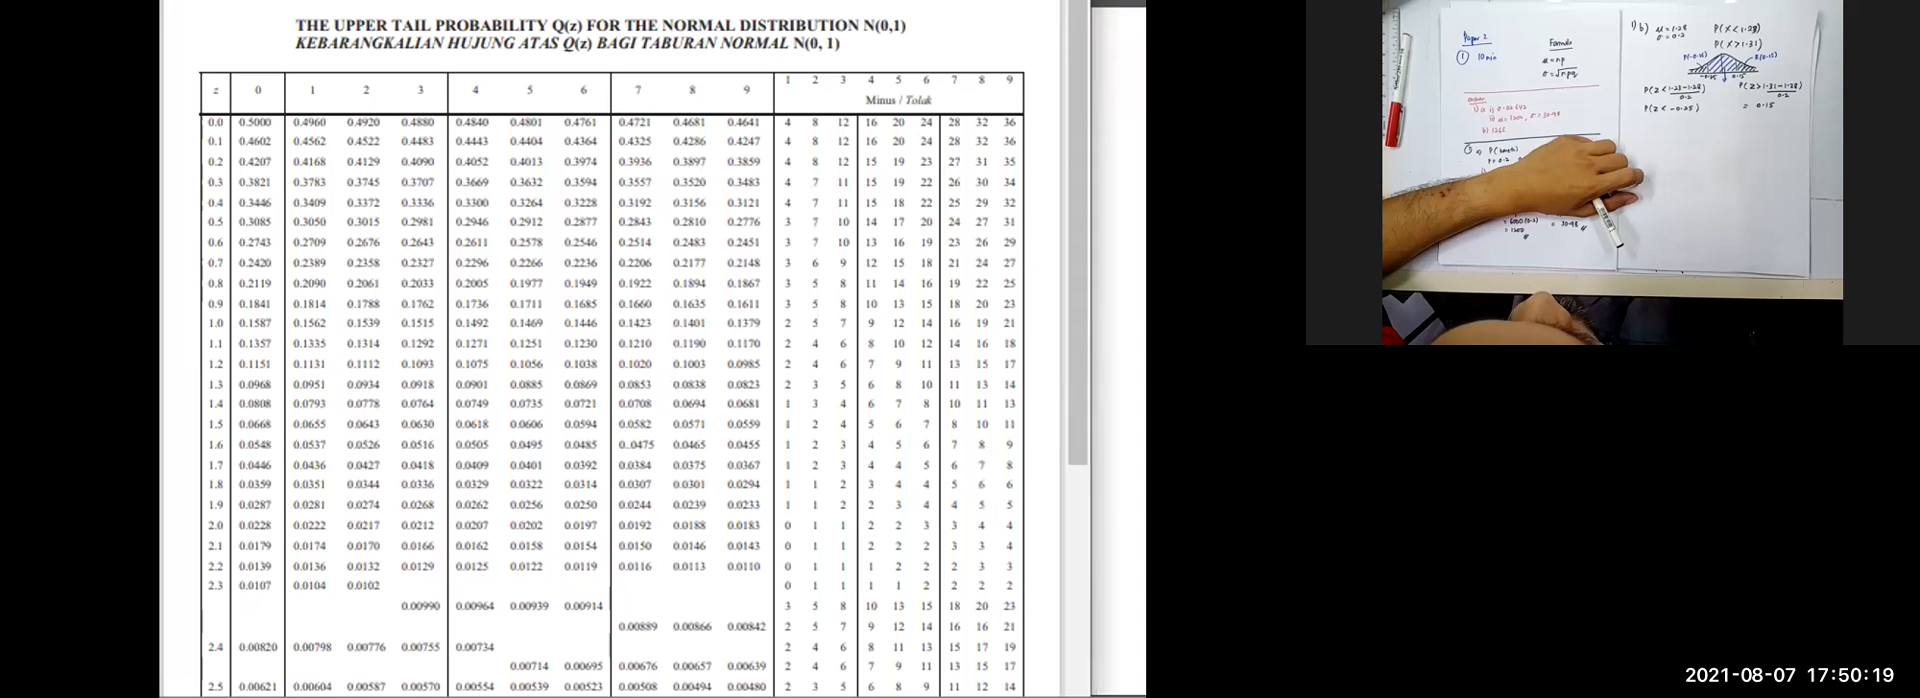 THE UPPER TAIL PROBABILITY Q(z) FOR THE NORMAL DISTRIBUTION N(0,1)
KEBARANGKALIAN HUJUNG ATAS Q(z) BAGI TABURAN NORMAL N(0, 1)
z 0 1 2 3 4 5 6 7 8 9 1 2 3 4 5 6 7 8 9
Minus / Tolak
0.0 0.5000 0.4960 0.4920 0.4880 0.4840 0.4801 0.4761 0.4721 0.4681 0.4641 4 8 12 16 20 24 28 32 36
0.1 0.4602 0.4562 0.4522 0.4483 0.4443 0.4404 0.4364 0.4325 0.4286 0.4247 4 8 12 16 20 24 28 32 36
0.2 0.4207 0.4168 0.4129 0.4090 0.4052 0.4013 0.3974 0.3936 0.3897 0.3859 4 8 12 15 19 23 27 31 35
0.3 0.3821 0.3783 0.3745 0.3707 0.3669 0.3632 0.3594 0.3557 0.3520 0.3483 4 7 11 15 19 22 26 30 34
0.4 0.3446 0.3409 0.3372 0.3336 0.3300 0.3264 0.3228 0.3192 0.3156 0.3121 4 7 11 15 18 22 25 29 32
0.5 0.3085 0.3050 0.3015 0.2981 0.2946 0.2912 0.2877 0.2843 0.2810 0.2776 3 7 10 14 17 20 24 27 31
0.6 0.2743 0.2709 0.2676 0.2643 0.2611 0.2578 0.2546 0.2514 0.2483 0.2451 3 7 10 13 16 19 23 26 29
0.7 0.2420 0.2389 0.2358 0.2327 0.2296 0.2266 0.2236 0.2206 0.2177 0.2148 3 6 9 12 15 18 21 24 27
0.8 0.2119 0.2090 0.2061 0.2033 0.2005 0.1977 0.1949 0.1922 0.1894 0.1867 3 5 8 11 14 16 19 22 25
0.9 0.1841 0.1814 0.1788 0.1762 0.1736 0.1711 0.1685 0.1660 0.1635 0.1611 3 5 8 10 13 15 18 20 23
1.0 0.1587 0.1562 0.1539 0.1515 0.1492 0.1469 0.1446 0.1423 0.1401 0.1379 2 5 7 9 12 14 16 19 21
1.1 0.1357 0.1335 0.1314 0.1292 0.1271 0.1251 0.1230 0.1210 0.1190 0.1170 2 4 6 8 10 12 14 16 18
1.2 0.1151 0.1131 0.1112 0.1093 0.1075 0.1056 0.1038 0.1020 0.1003 0.0985 2 4 6 7 9 11 13 15 17
1.3 0.0968 0.0951 0.0934 0.0918 0.0901 0.0885 0.0869 0.0853 0.0838 0.0823 2 3 5 6 8 10 11 13 14
1.4 0.0808 0.0793 0.0778 0.0764 0.0749 0.0735 0.0721 0.0708 0.0694 0.0681 1 3 4 6 7 8 10 11 13
1.5 0.0668 0.0655 0.0643 0.0630 0.0618 0.0606 0.0594 0.0582 0.0571 0.0559 1 2 4 5 6 7 8 10 11
1.6 0.0548 0.0537 0.0526 0.0516 0.0505 0.0495 0.0485 0..0475 0.0465 0.0455 1 2 3 4 5 6 7 8 9
1.7 0.0446 0.0436 0.0427 0.0418 0.0409 0.0401 0.0392 0.0384 0.0375 0.0367 1 2 3 4 4 5 6 7 8
1.8 0.0359 0.0351 0.0344 0.0336 0.0329 0.0322 0.0314 0.0307 0.0301 0.0294 1 1 2 3 4 4 5 6 6
1.9 0.0287 0.0281 0.0274 0.0268 0.0262 0.0256 0.0250 0.0244 0.0239 0.0233 1 1 2 2 3 4 4 5 5
2.0 0.0228 0.0222 0.0217 0.0212 0.0207 0.0202 0.0197 0.0192 0.0188 0.0183 0 1 1 2 2 3 3 4 4
2.1 0.0179 0.0174 0.0170 0.0166 0.0162 0.0158 0.0154 0.0150 0.0146 0.0143 0 1 1 2 2 2 3 3 4
2.2 0.0139 0.0136 0.0132 0.0129 0.0125 0.0122 0.0119 0.0116 0.0113 0.0110 0 1 1 1 2 2 2 3 3
2.3 0.0107 0.0104 0.0102 0 1 1 1 1 2 2 2 2
0.00990 0.00964 0.00939 0.00914 3 5 8 10 13 15 18 20 23
0.00889 0.00866 0.00842 2 5 7 9 12 14 16 16 21
2.4 0.00820 0.00798 0.00776 0.00755 0.00734 2 4 6 8 11 13 15 17 19
0.00714 0.00695 0.00676 0.00657 0.00639 2 4 6 7 9 11 13 15 17
2.5 0.00621 0.00604 0.00587 0.00570 0.00554 0.00539 0.00523 0.00508 0.00494 0.00480 2 3 5 6 8 9 11 12 14
Paper 2
① 10 min
Formula
μ = np
σ = √npq
1) b) μ = 1.28
σ = 0.2
P(X < 1.23)
P(X > 1.31)
-0.25 0.15
P(Z < 1.23-1.28 / 0.2) P(Z > 1.31-1.28 / 0.2)
P(Z < -0.25) = 0.15
2021-08-07 17:50:19